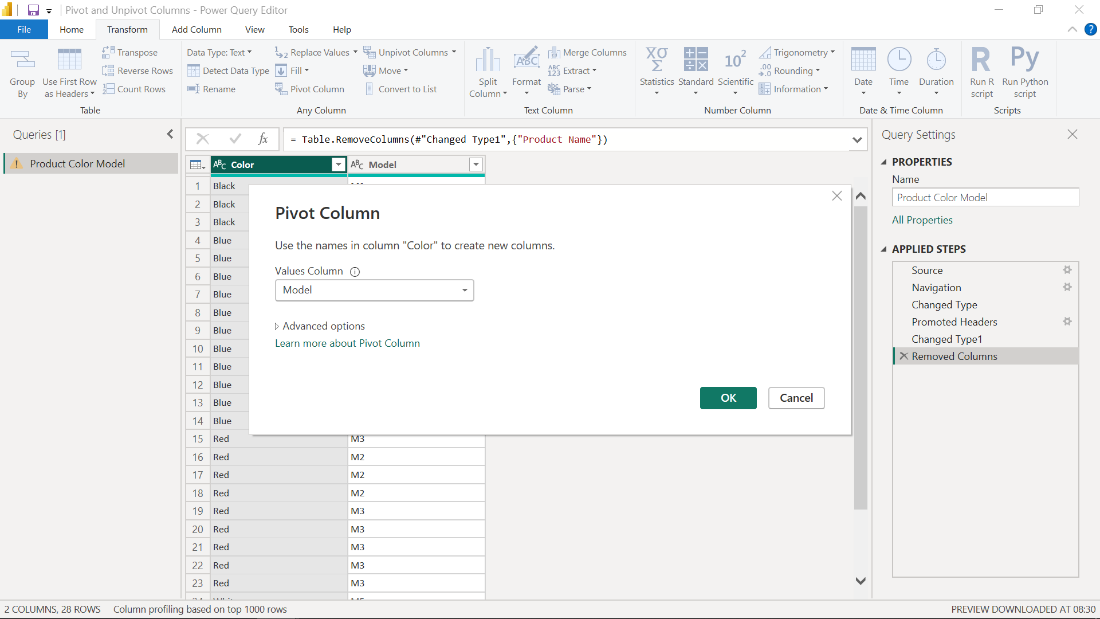 Pivot and Unpivot Columns - Power Query Editor
File Home Transform Add Column View Tools Help
Group By
Use First Row as Headers
Transpose
Reverse Rows
Count Rows
Table
Data Type: Text
Detect Data Type
Rename
Replace Values
Fill
Pivot Column
Unpivot Columns
Move
Convert to List
Any Column
Split Column
Format
Merge Columns
Extract
Parse
Text Column
Statistics
Standard
Scientific
Trigonometry
Rounding
Information
Number Column
Date
Time
Duration
Date & Time Column
Run R script
Run Python script
Scripts
Queries [1]
Product Color Model
= Table.RemoveColumns(#"Changed Type1",{"Product Name"})
Color Model
1 Black
2 Black
3 Black
4 Blue
5 Blue
6 Blue
7 Blue
8 Blue
9 Blue
10 Blue
11 Blue
12 Blue
13 Blue
14 Blue
15 Red M3
16 Red M2
17 Red M2
18 Red M2
19 Red M3
20 Red M3
21 Red M3
22 Red M3
23 Red M3
Pivot Column
Use the names in column "Color" to create new columns.
Values Column
Model
Advanced options
Learn more about Pivot Column
OK Cancel
Query Settings
PROPERTIES
Name
Product Color Model
All Properties
APPLIED STEPS
Source
Navigation
Changed Type
Promoted Headers
Changed Type1
Removed Columns
2 COLUMNS, 28 ROWS Column profiling based on top 1000 rows
PREVIEW DOWNLOADED AT 08:30